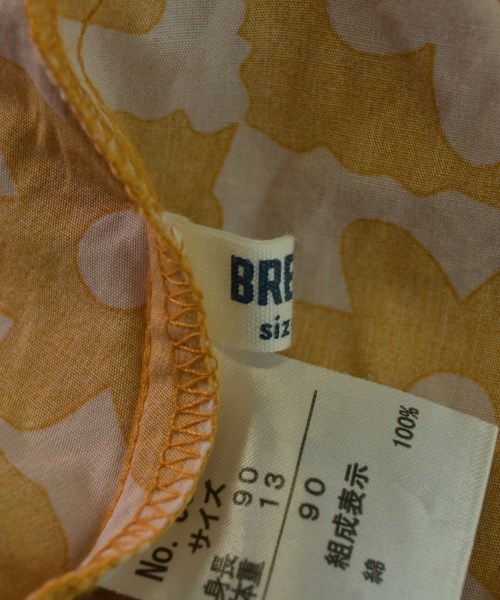 BRE
siz
No.
サイズ 90
身長 90
体重 13
組成表示
綿 100%